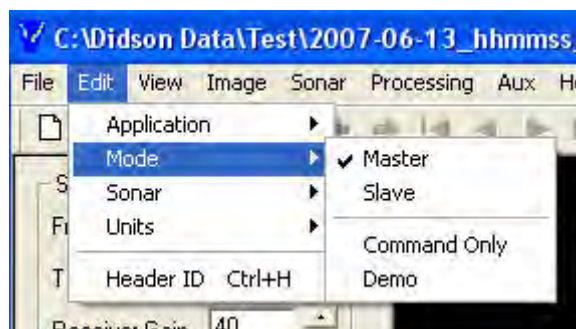 C:\Didson Data\Test\2007-06-13_hhmmss_
File Edit View Image Sonar Processing Aux
Application
Mode
Sonar
Units
Header ID Ctrl+H
Master
Slave
Command Only
Demo
Receiver Gain 40